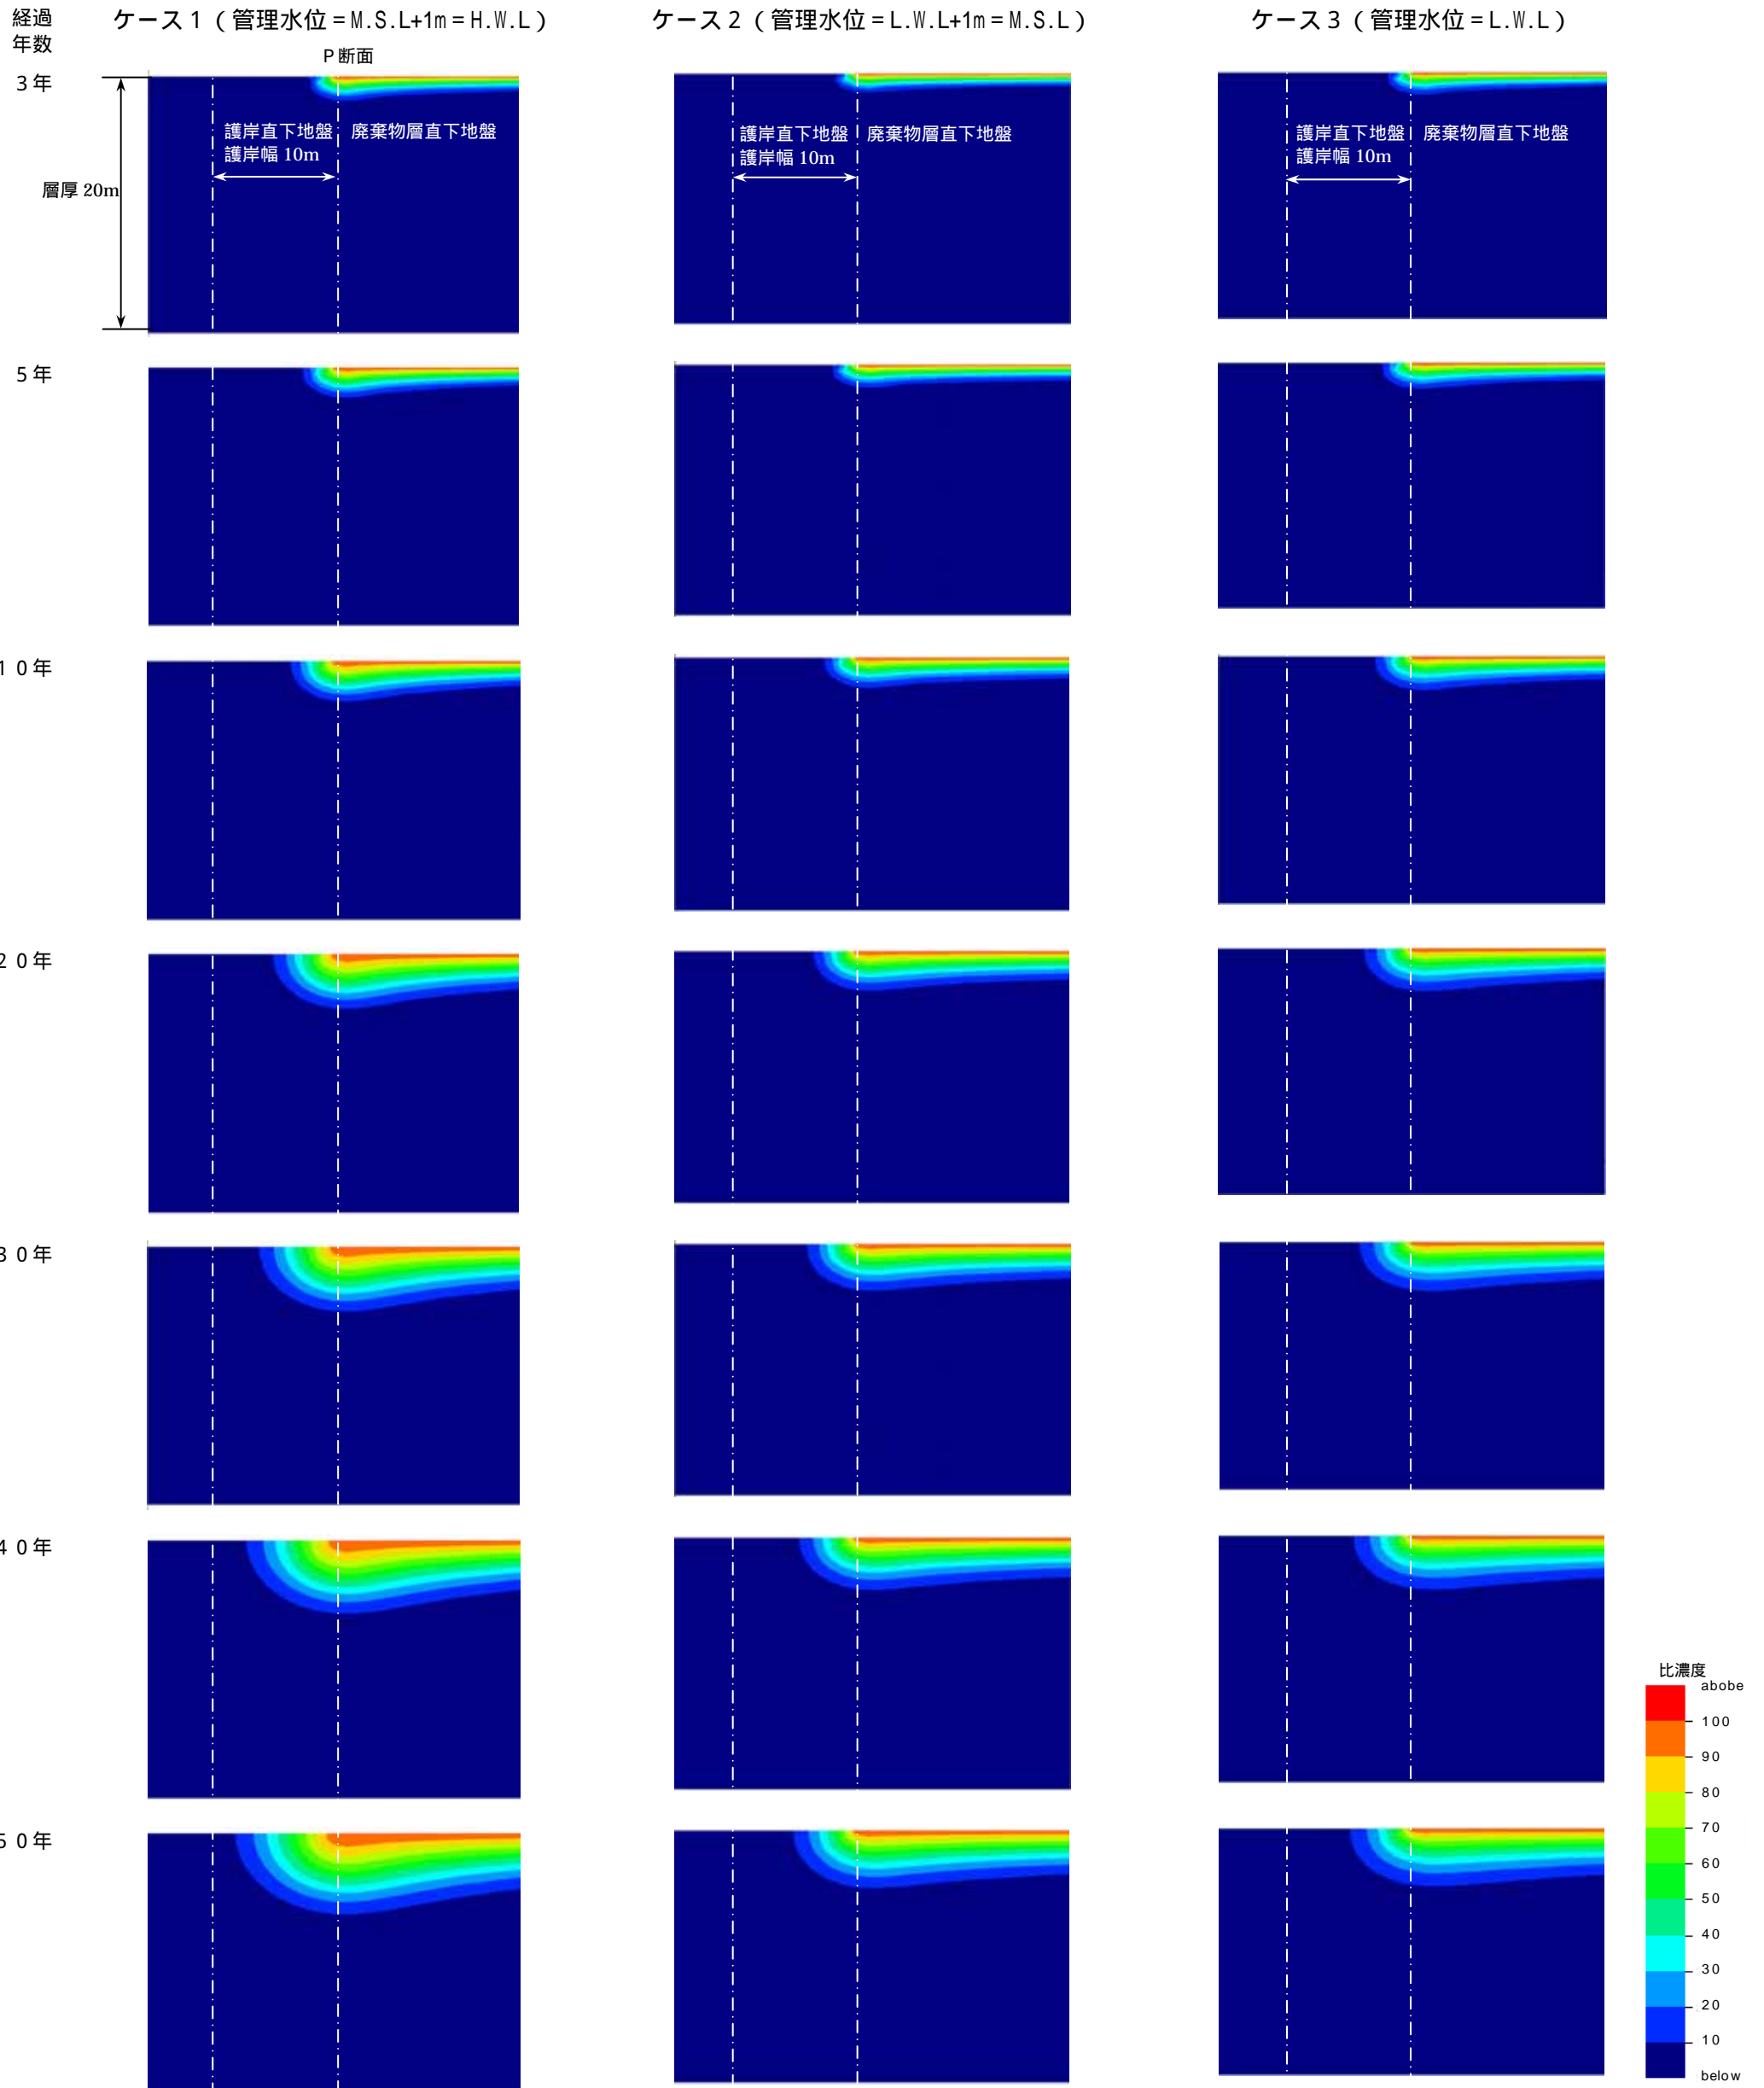 経過
年数
ケース1（管理水位=M.S.L+1m=H.W.L）
ケース2（管理水位=L.W.L+1m=M.S.L）
ケース3（管理水位=L.W.L）
P断面
3年
護岸直下地盤
護岸幅 10m
廃棄物層直下地盤
護岸直下地盤
護岸幅 10m
廃棄物層直下地盤
護岸直下地盤
護岸幅 10m
廃棄物層直下地盤
層厚 20m
5年
10年
20年
30年
40年
50年
比濃度
abobe
100
90
80
70
60
50
40
30
20
10
below